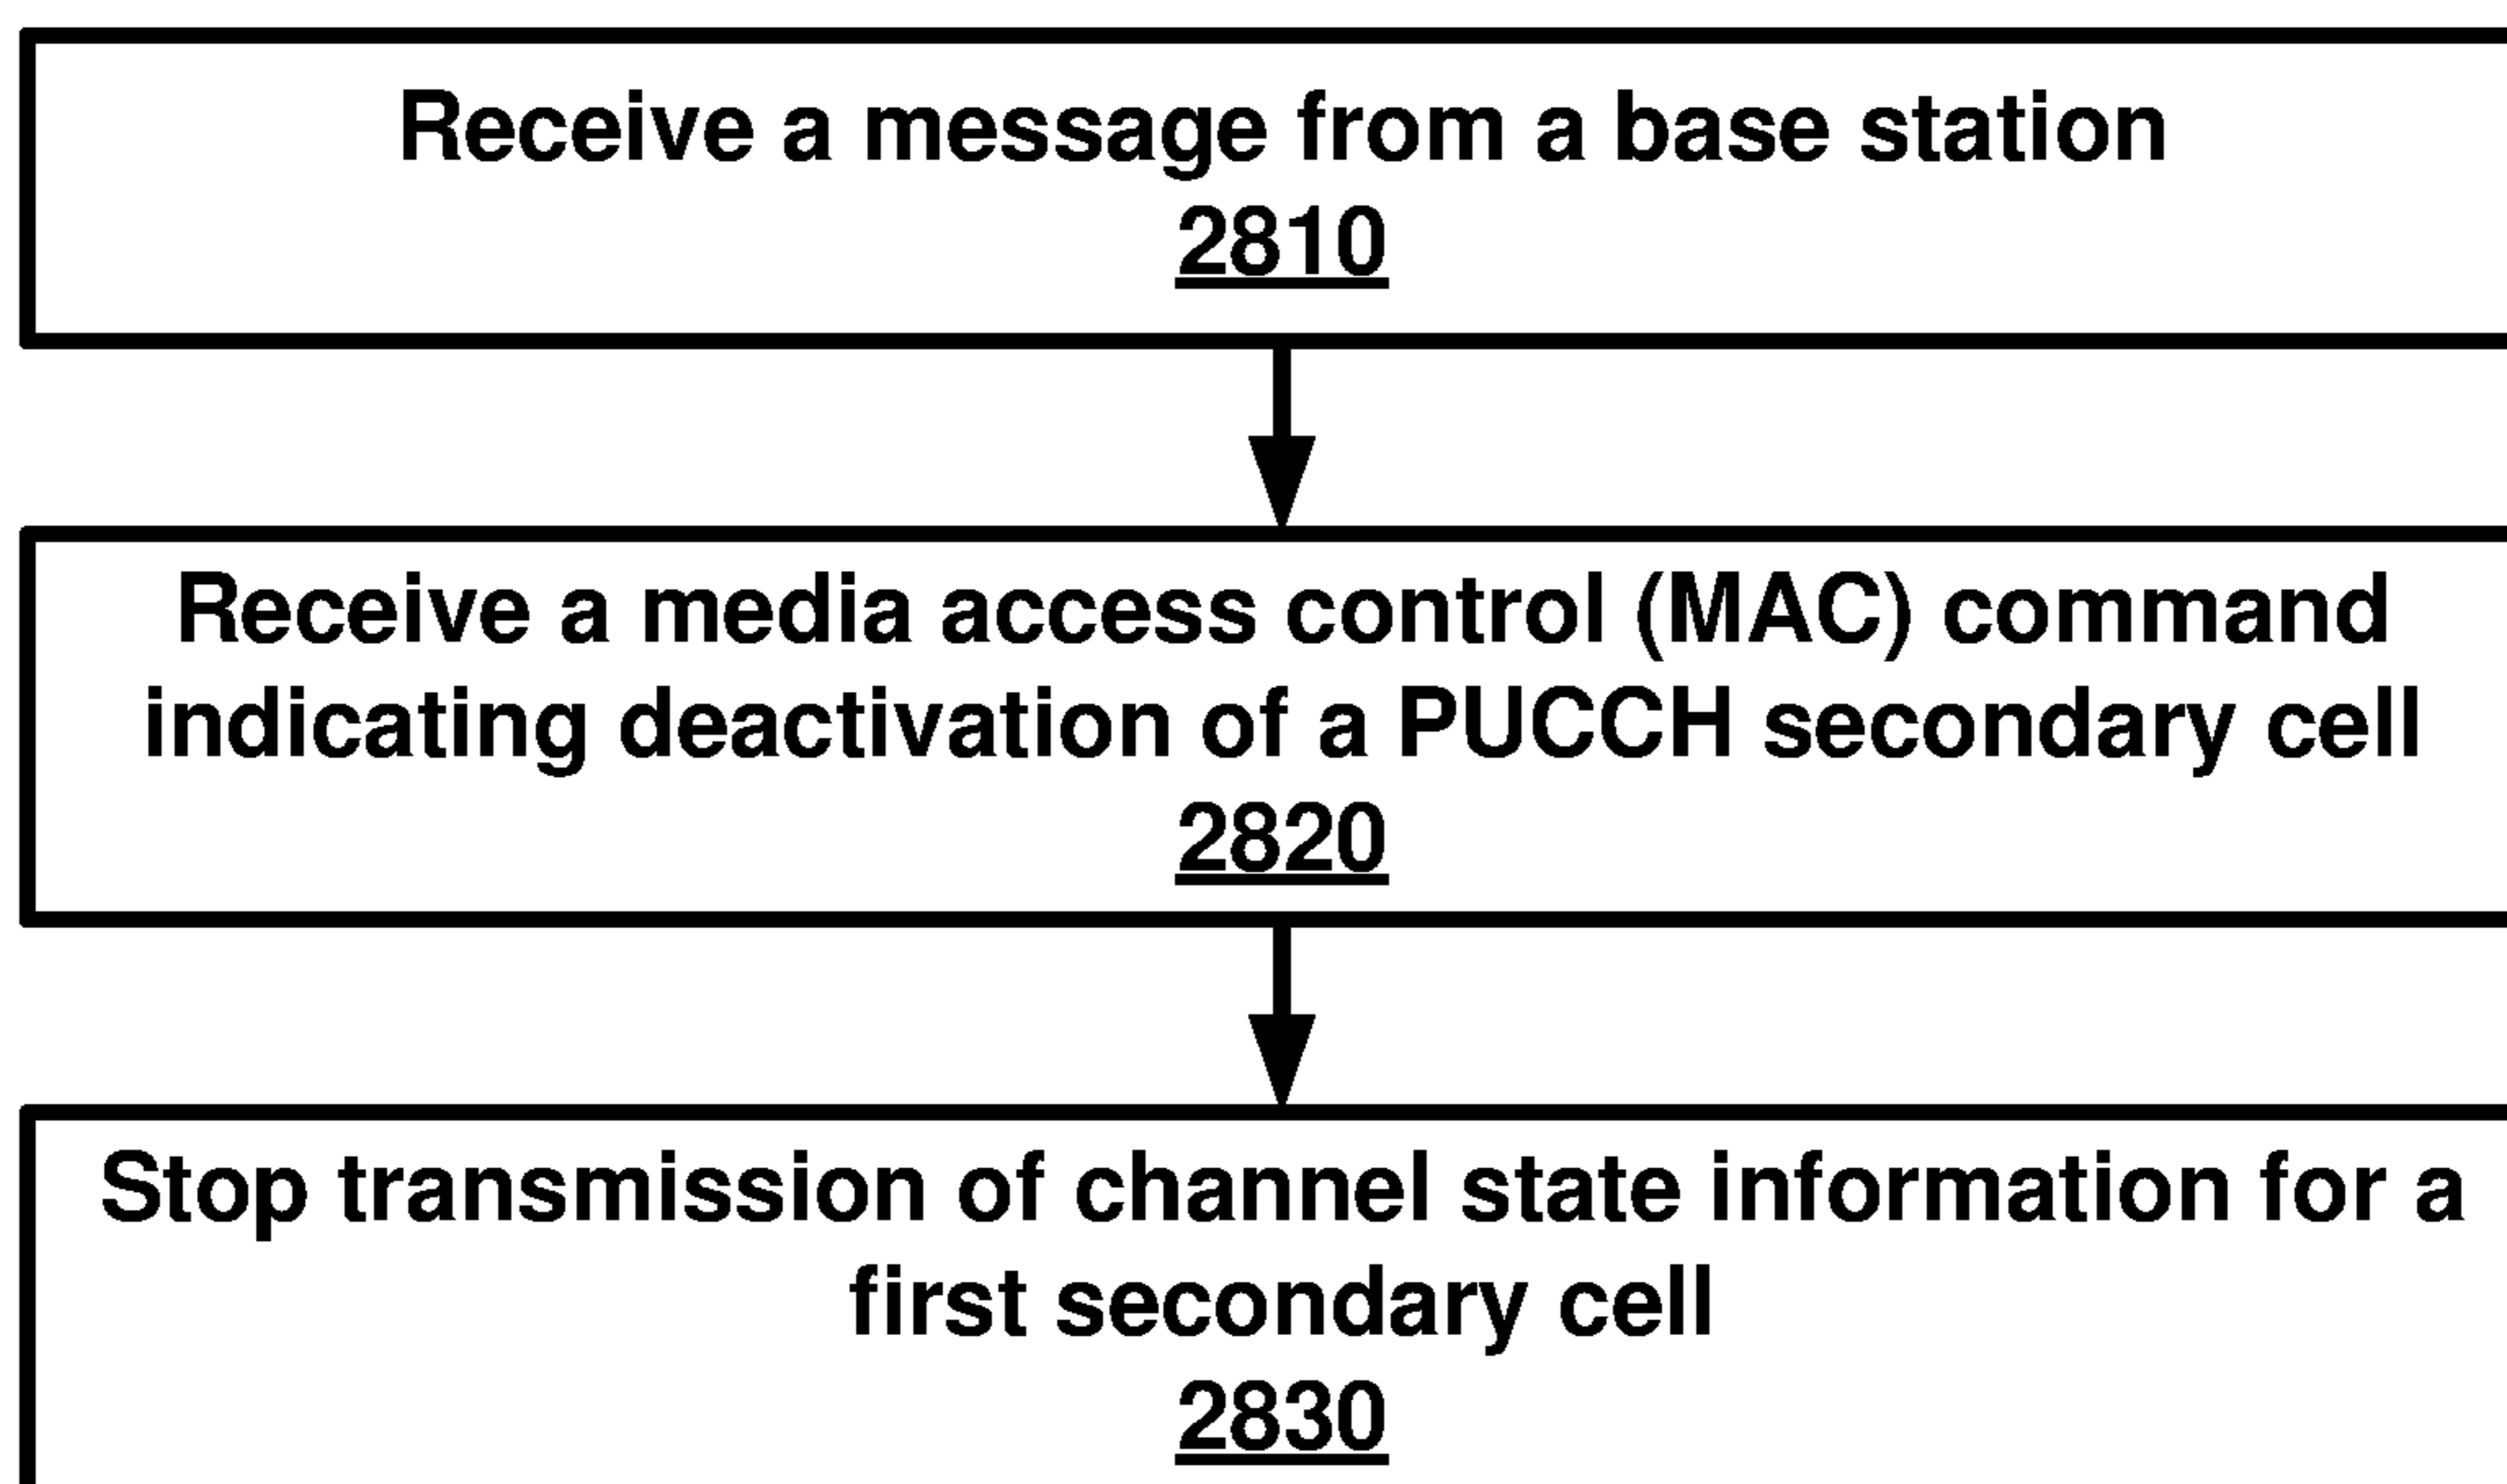 Receive a message from a base station
2810
Receive a media access control (MAC) command
indicating deactivation of a PUCCH secondary cell
2820
Stop transmission of channel state information for a
first secondary cell
2830